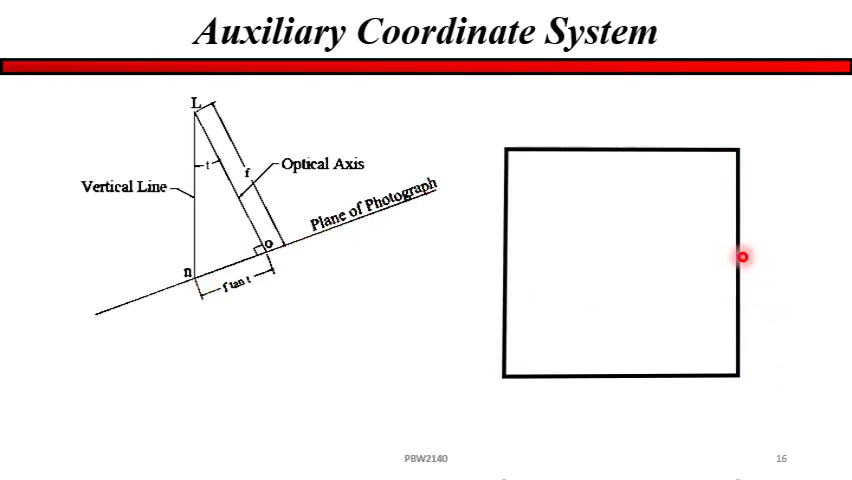 Auxiliary Coordinate System
L
t
f
Optical Axis
Vertical Line
Plane of Photograph
o
n
f tan t
PBW2140
16